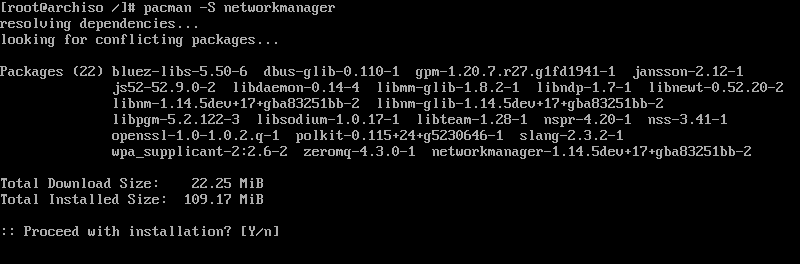 [root@archiso /]# pacman -S networkmanager
resolving dependencies...
looking for conflicting packages...
Packages (22) bluez-libs-5.50-6  dbus-glib-0.110-1  gpm-1.20.7.r27.g1fd1941-1  jansson-2.12-1
js52-52.9.0-2  libdaemon-0.14-4  libmm-glib-1.8.2-1  libndp-1.7-1  libnewt-0.52.20-2
libnm-1.14.5dev+17+gba83251bb-2  libnm-glib-1.14.5dev+17+gba83251bb-2
libpgm-5.2.122-3  libsodium-1.0.17-1  libteam-1.28-1  nspr-4.20-1  nss-3.41-1
openssl-1.0-1.0.2.q-1  polkit-0.115+24+g5230646-1  slang-2.3.2-1
wpa_supplicant-2:2.6-2  zeromq-4.3.0-1  networkmanager-1.14.5dev+17+gba83251bb-2
Total Download Size:    22.25 MiB
Total Installed Size:  109.17 MiB
:: Proceed with installation? [Y/n]